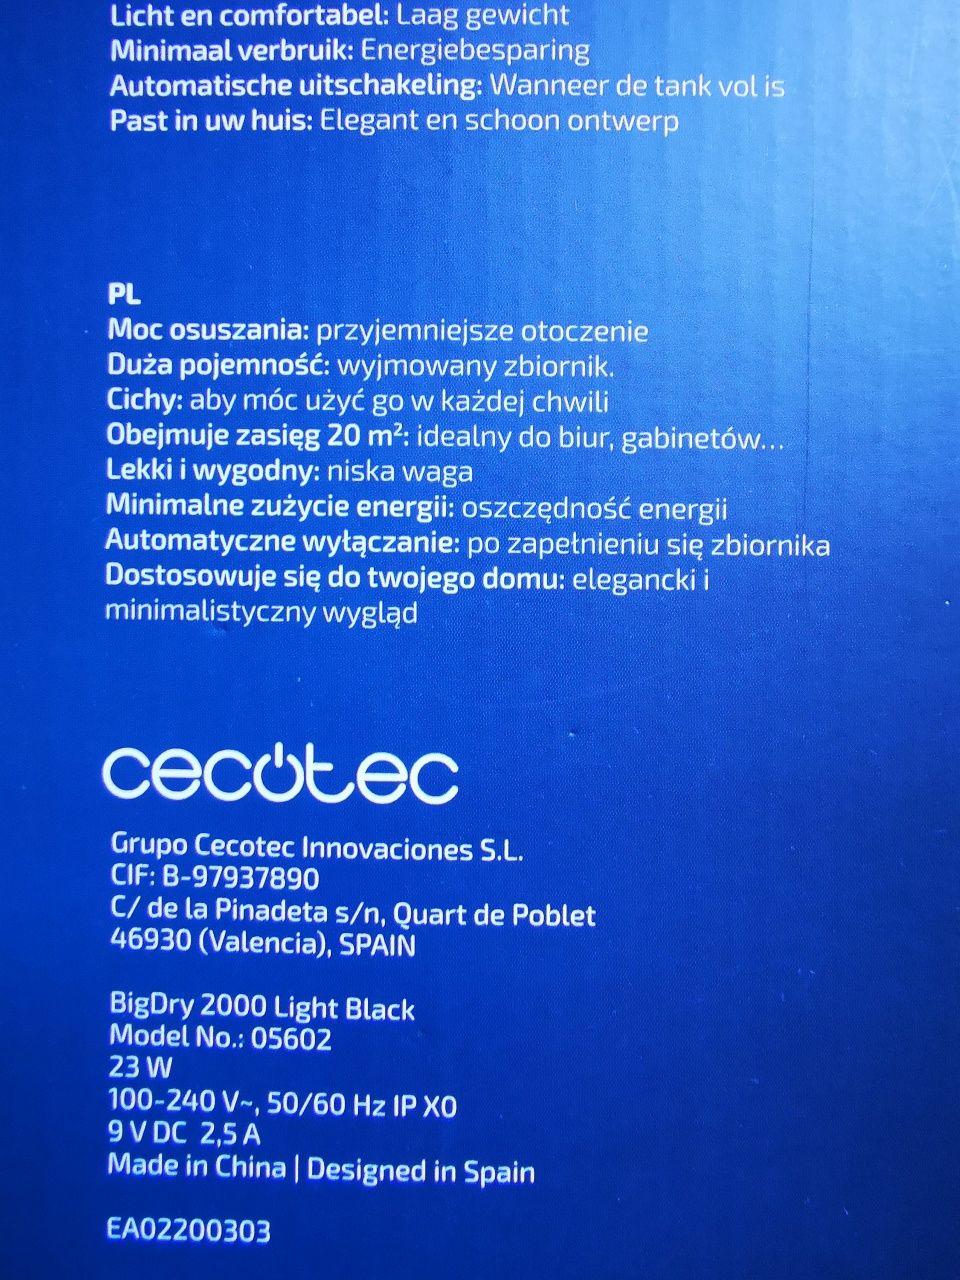 Licht en comfortabel: Laag gewicht
Minimaal verbruik: Energiebesparing
Automatische uitschakeling: Wanneer de tank vol is
Past in uw huis: Elegant en schoon ontwerp
PL
Moc osuszania: przyjemniejsze otoczenie
Duża pojemność: wyjmowany zbiornik.
Cichy: aby móc użyć go w każdej chwili
Obejmuje zasięg 20 m²: idealny do biur, gabinetów...
Lekki i wygodny: niska waga
Minimalne zużycie energii: oszczędność energii
Automatyczne wyłączanie: po zapełnieniu się zbiornika
Dostosowuje się do twojego domu: elegancki i
minimalistyczny wygląd
cecotec
Grupo Cecotec Innovaciones S.L.
CIF: B-97937890
C/ de la Pinadeta s/n, Quart de Poblet
46930 (Valencia), SPAIN
BigDry 2000 Light Black
Model No.: 05602
23 W
100-240 V~, 50/60 Hz IP X0
9 V DC 2,5 A
Made in China | Designed in Spain
EA02200303